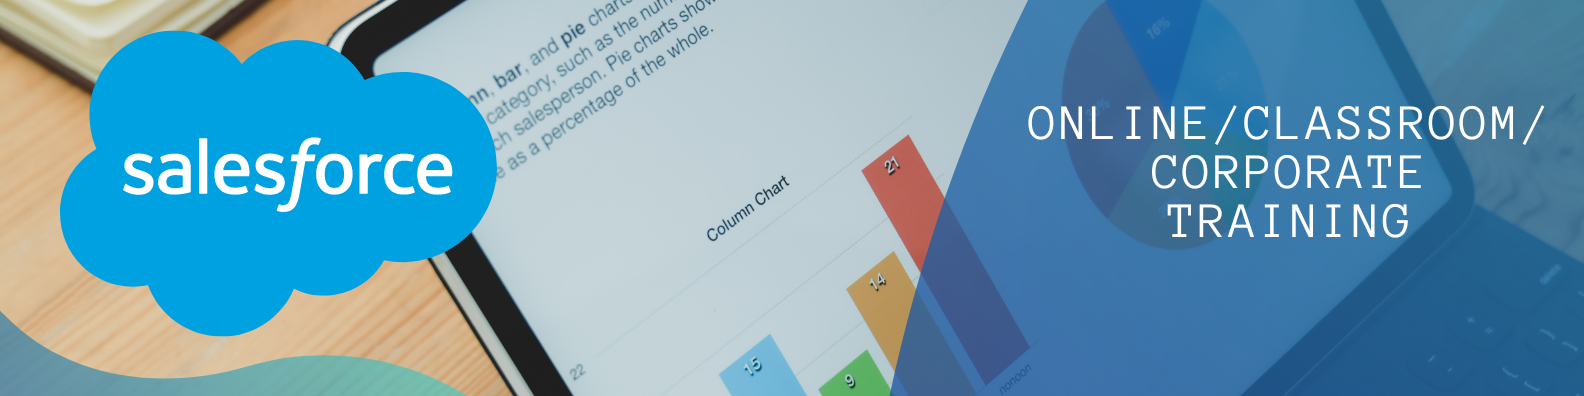 salesforce
, bar, and pie charts
category, such as the num
ch salesperson. Pie charts show
as a percentage of the whole.
Column Chart
21
14
15
9
22
16%
ONLINE/CLASSROOM/
CORPORATE
TRAINING